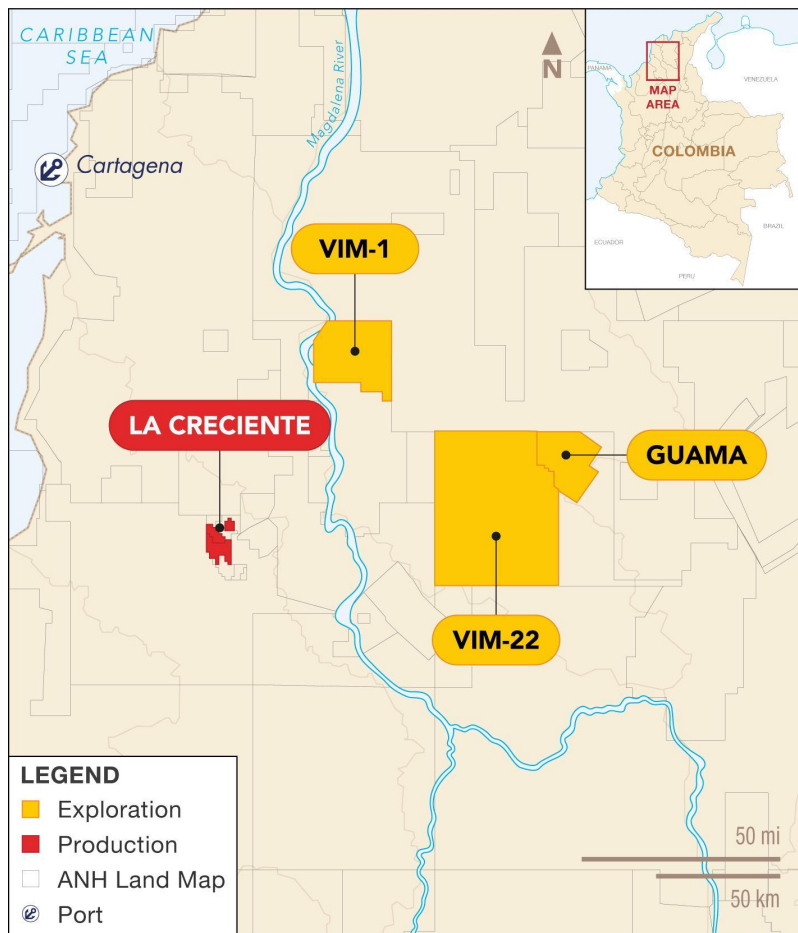 CARIBBEAN
SEA
Magdalena River
N
PANAMA
VENEZUELA
MAP
AREA
COLOMBIA
BRAZIL
ECUADOR
PERU
Cartagena
VIM-1
LA CRECIENTE
GUAMA
VIM-22
LEGEND
Exploration
Production
ANH Land Map
Port
50 mi
50 km